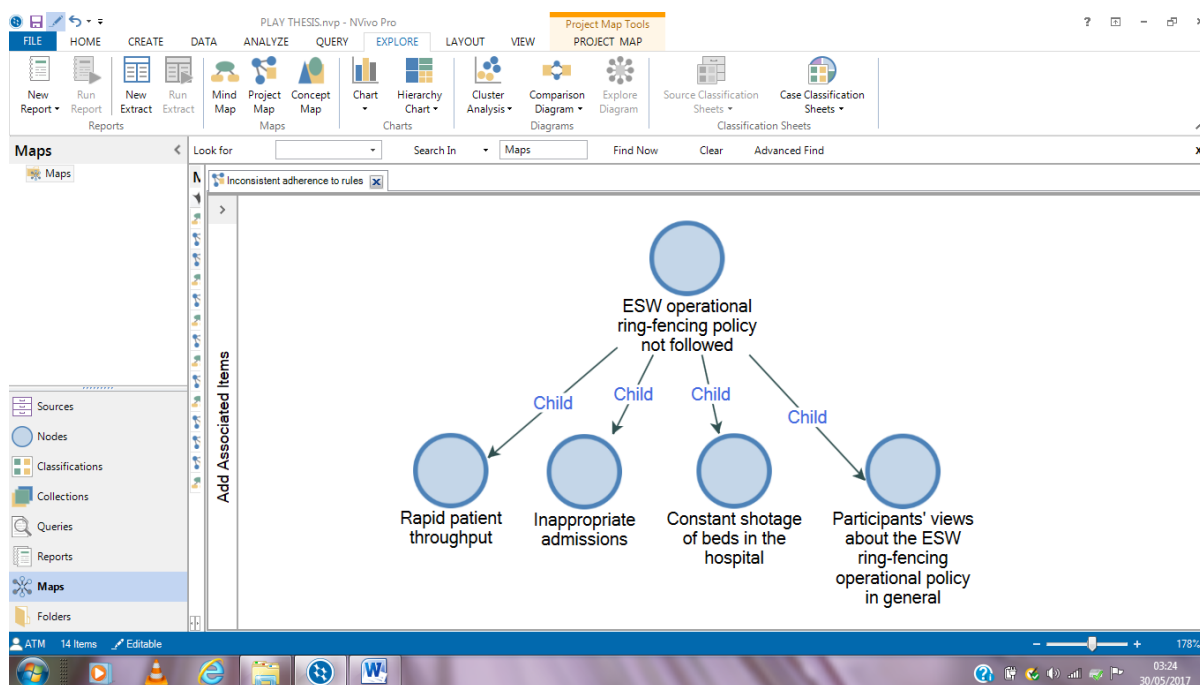 PLAY THESIS.nvp - NVivo Pro
Project Map Tools
?
FILE HOME CREATE DATA ANALYZE QUERY EXPLORE LAYOUT VIEW PROJECT MAP
New Run New Run Mind Project Concept Chart Hierarchy Cluster Comparison Explore Source Classification Case Classification
Report Report Extract Extract Map Map Map Chart Analysis Diagram Diagram Sheets Sheets
Reports Maps Charts Diagrams Classification Sheets
Maps
Look for Search In Maps Find Now Clear Advanced Find
Maps
Inconsistent adherence to rules
Add Associated Items
ESW operational
ring-fencing policy
not followed
Child
Child
Child
Child
Rapid patient
throughput
Inappropriate
admissions
Constant shotage
of beds in the
hospital
Participants' views
about the ESW
ring-fencing
operational policy
in general
Sources
Nodes
Classifications
Collections
Queries
Reports
Maps
Folders
ATM 14 Items Editable
178%
03:24
30/05/2017